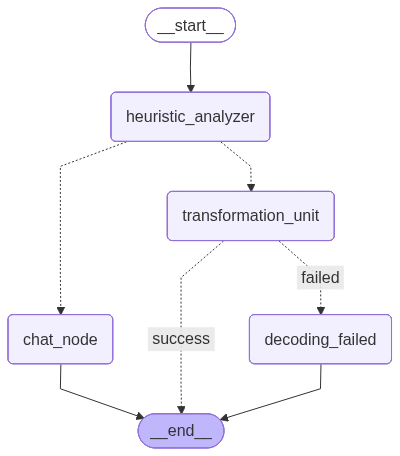 __start__
heuristic_analyzer
transformation_unit
failed
success
chat_node
decoding_failed
__end__